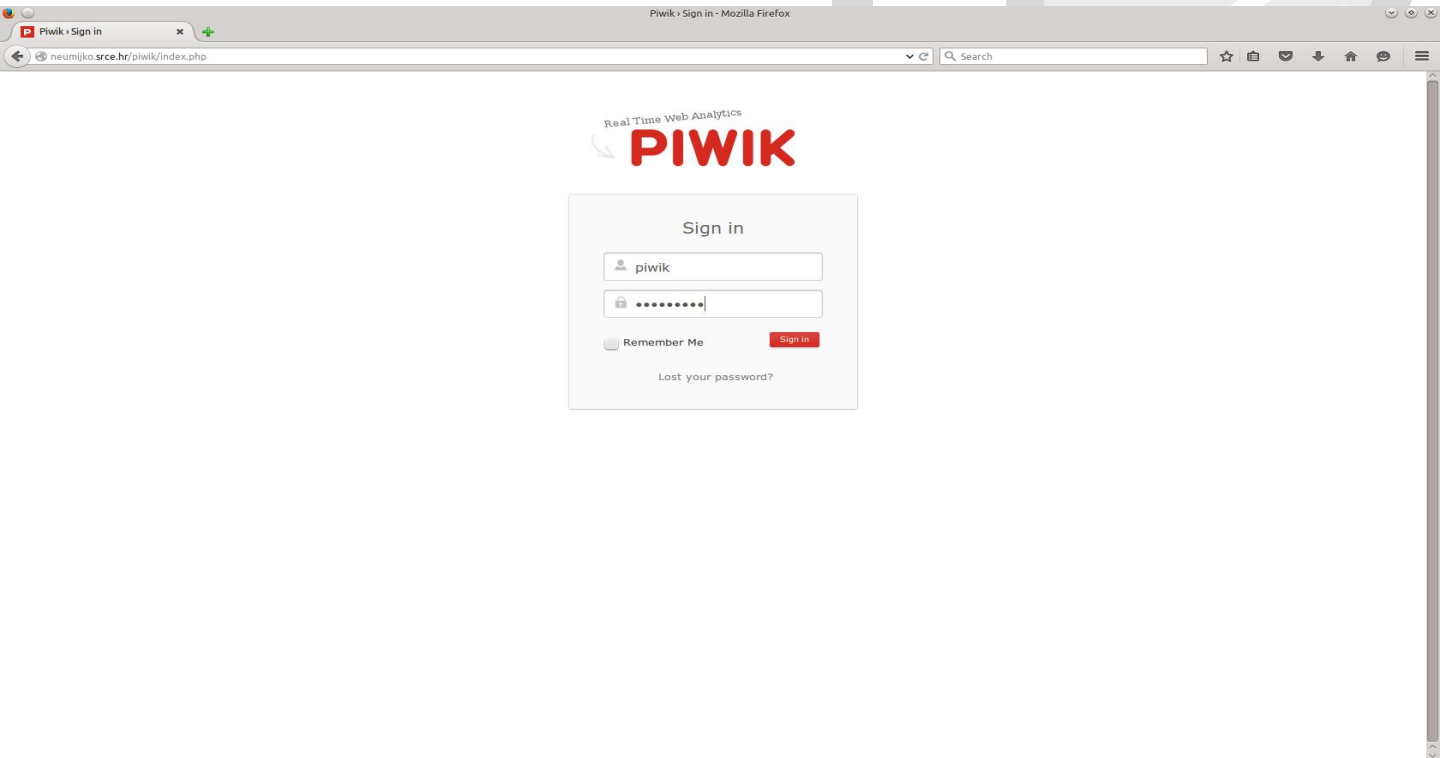 Piwik › Sign in - Mozilla Firefox
Piwik › Sign in
neumijko.srce.hr/piwik/index.php
Search
Real Time Web Analytics
PIWIK
Sign in
piwik
•••••••••
Remember Me
Sign in
Lost your password?